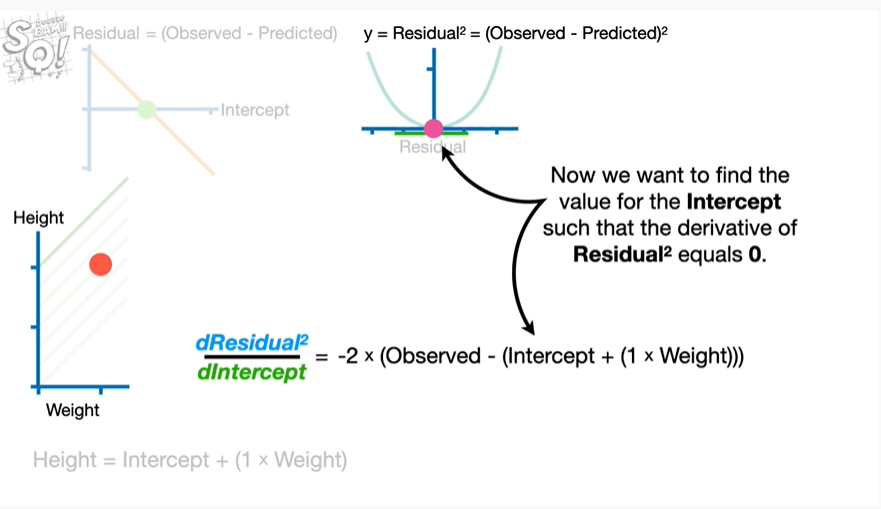 StatQuest!
Residual = (Observed - Predicted)
y = Residual² = (Observed - Predicted)²
Intercept
Residual
Now we want to find the
value for the Intercept
such that the derivative of
Residual² equals 0.
Height
dResidual²
dIntercept
= -2 × (Observed - (Intercept + (1 × Weight)))
Weight
Height = Intercept + (1 × Weight)